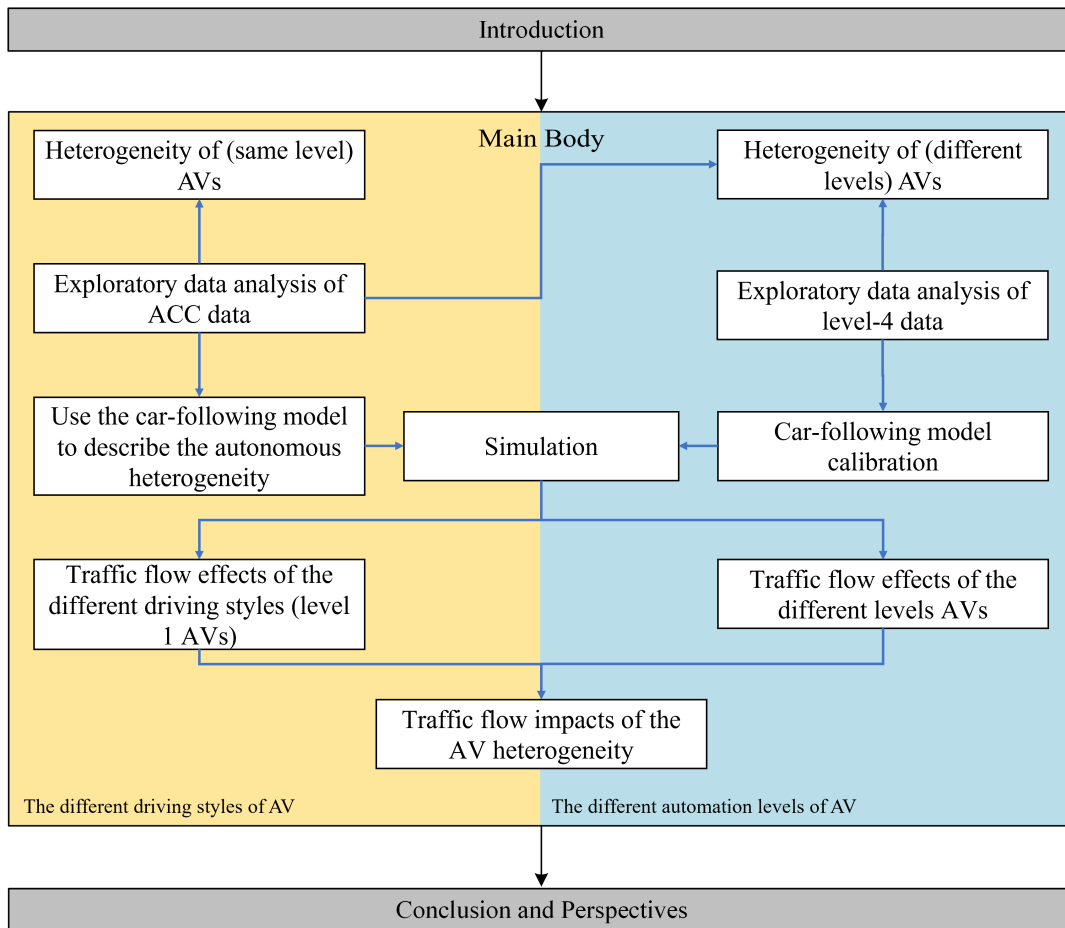 Introduction
Main Body
Heterogeneity of (same level)
AVs
Heterogeneity of (different
levels) AVs
Exploratory data analysis of
ACC data
Exploratory data analysis of
level-4 data
Use the car-following model
to describe the autonomous
heterogeneity
Simulation
Car-following model
calibration
Traffic flow effects of the
different driving styles (level
1 AVs)
Traffic flow effects of the
different levels AVs
Traffic flow impacts of the
AV heterogeneity
The different driving styles of AV
The different automation levels of AV
Conclusion and Perspectives